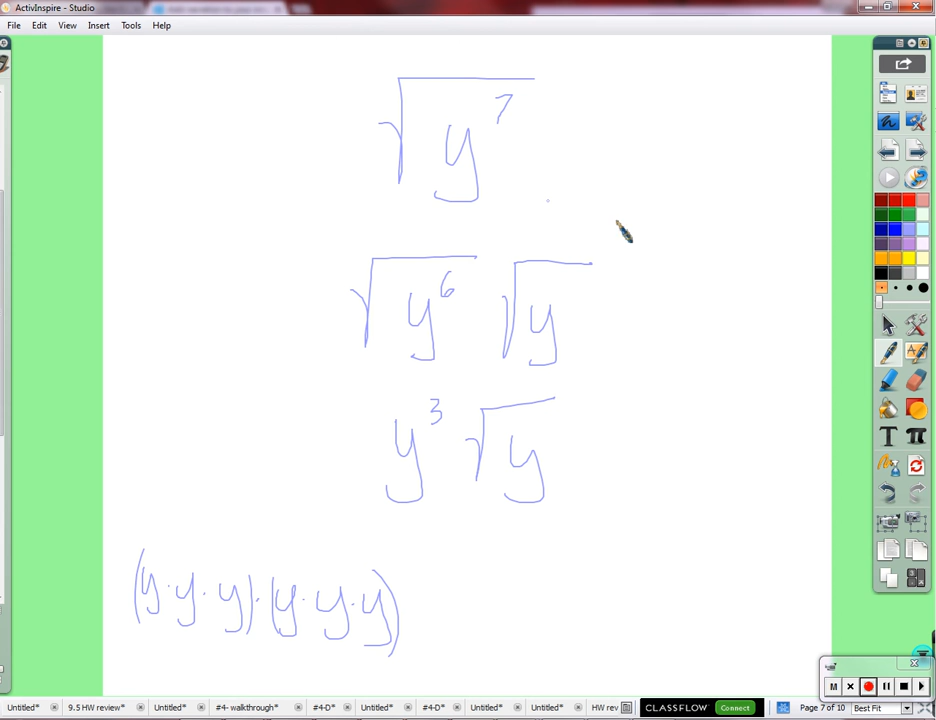 ActivInspire - Studio
File Edit View Insert Tools Help
√y⁷
√y⁶ √y
y³ √y
(y·y·y)·(y·y·y)
M
Untitled* 9.5 HW review* Untitled* #4- walkthrough* #4-D* Untitled* #4-D* Untitled* Untitled* Untitled* HW rev CLASSFLOW Connect Page 7 of 10 Best Fit